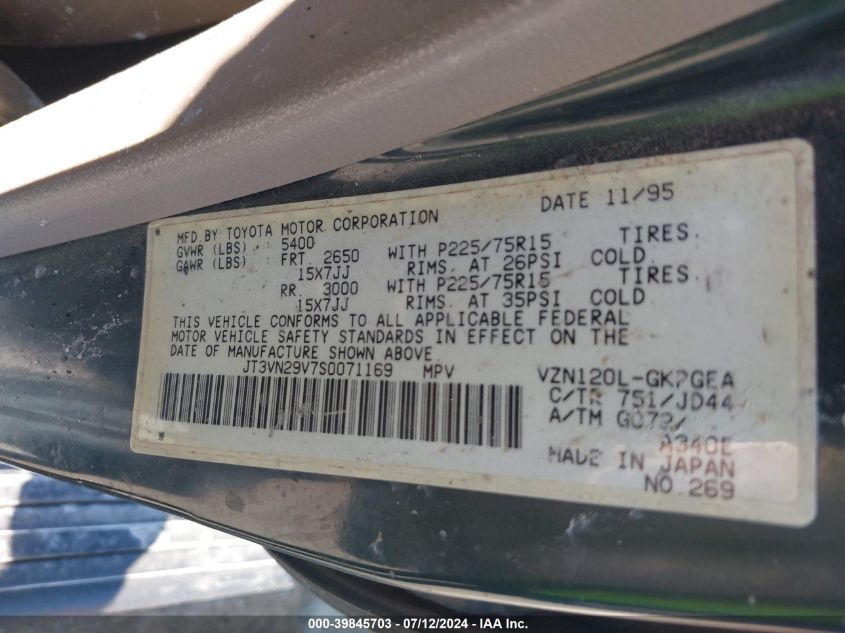 MFD. BY TOYOTA MOTOR CORPORATION DATE 11/95
GVWR (LBS) : 5400
GAWR (LBS) : FRT. 2650 WITH P225/75R15 TIRES.
15X7JJ RIMS. AT 26PSI COLD
RR. 3000 WITH P225/75R15 TIRES.
15X7JJ RIMS. AT 35PSI COLD
THIS VEHICLE CONFORMS TO ALL APPLICABLE FEDERAL
MOTOR VEHICLE SAFETY STANDARDS IN EFFECT ON THE
DATE OF MANUFACTURE SHOWN ABOVE.
JT3VN29V7S0071169 MPV VZN120L-GKPGEA
C/TR 751/JD44
A/TM G072/
A340E
MADE IN JAPAN
NO.269
000-39845703 - 07/12/2024 - IAA Inc.